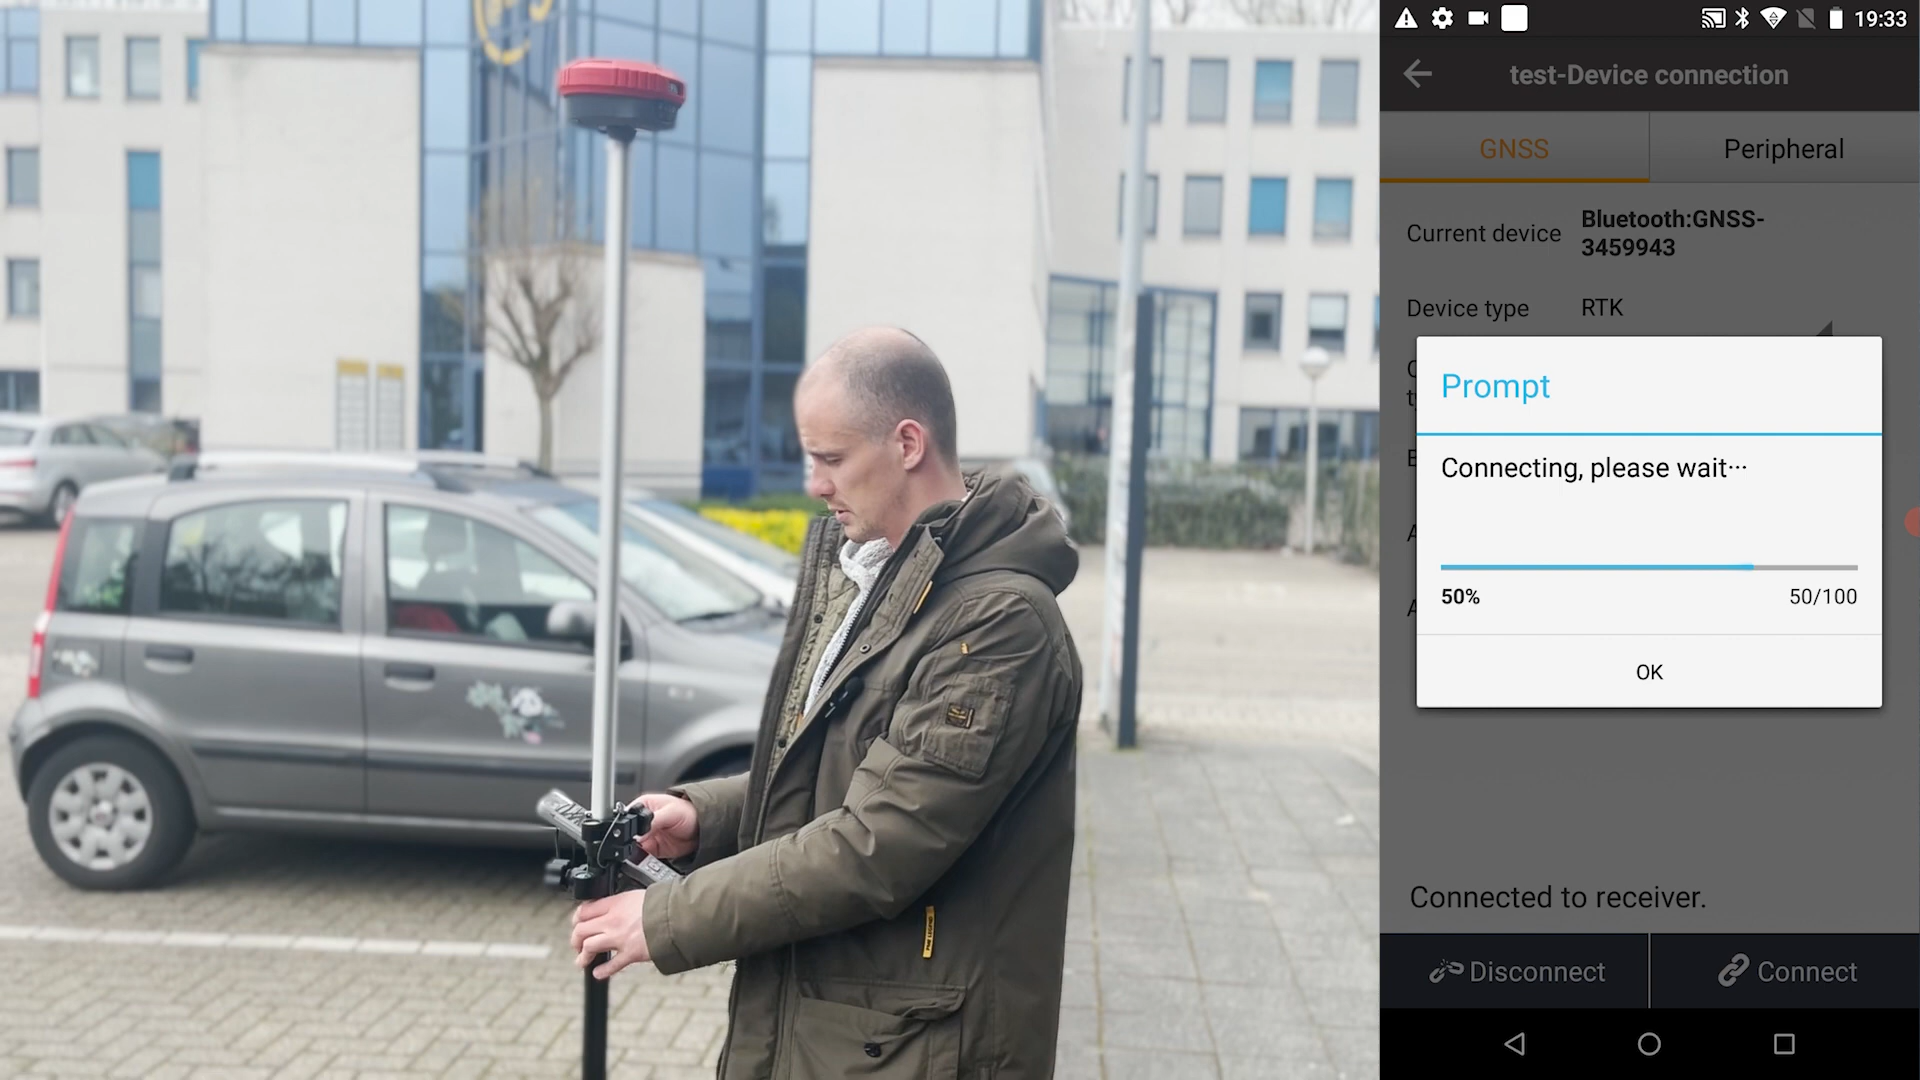 19:33
test-Device connection
GNSS
Peripheral
Current device
Bluetooth:GNSS-
3459943
Device type
RTK
Prompt
Connecting, please wait···
50%
50/100
OK
Connected to receiver.
Disconnect
Connect